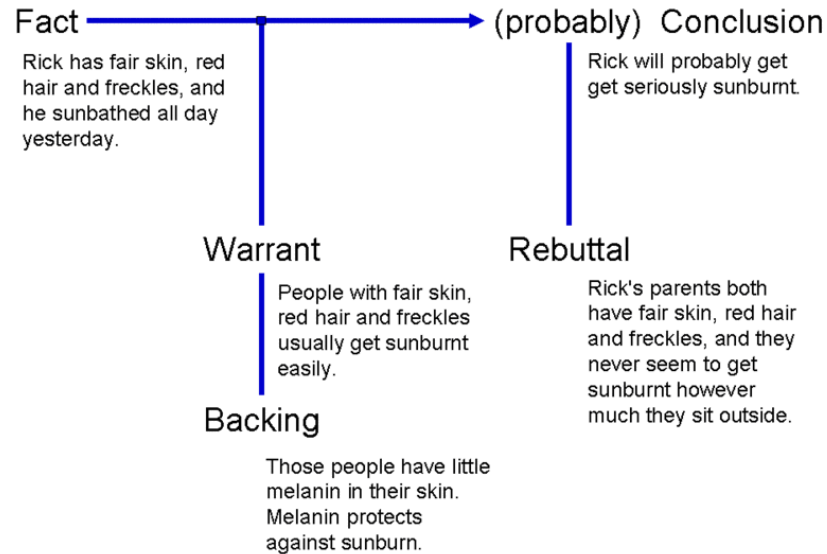 Fact
(probably) Conclusion
Rick has fair skin, red
hair and freckles, and
he sunbathed all day
yesterday.
Rick will probably get
get seriously sunburnt.
Warrant
People with fair skin,
red hair and freckles
usually get sunburnt
easily.
Rebuttal
Rick's parents both
have fair skin, red hair
and freckles, and they
never seem to get
sunburnt however
much they sit outside.
Backing
Those people have little
melanin in their skin.
Melanin protects
against sunburn.